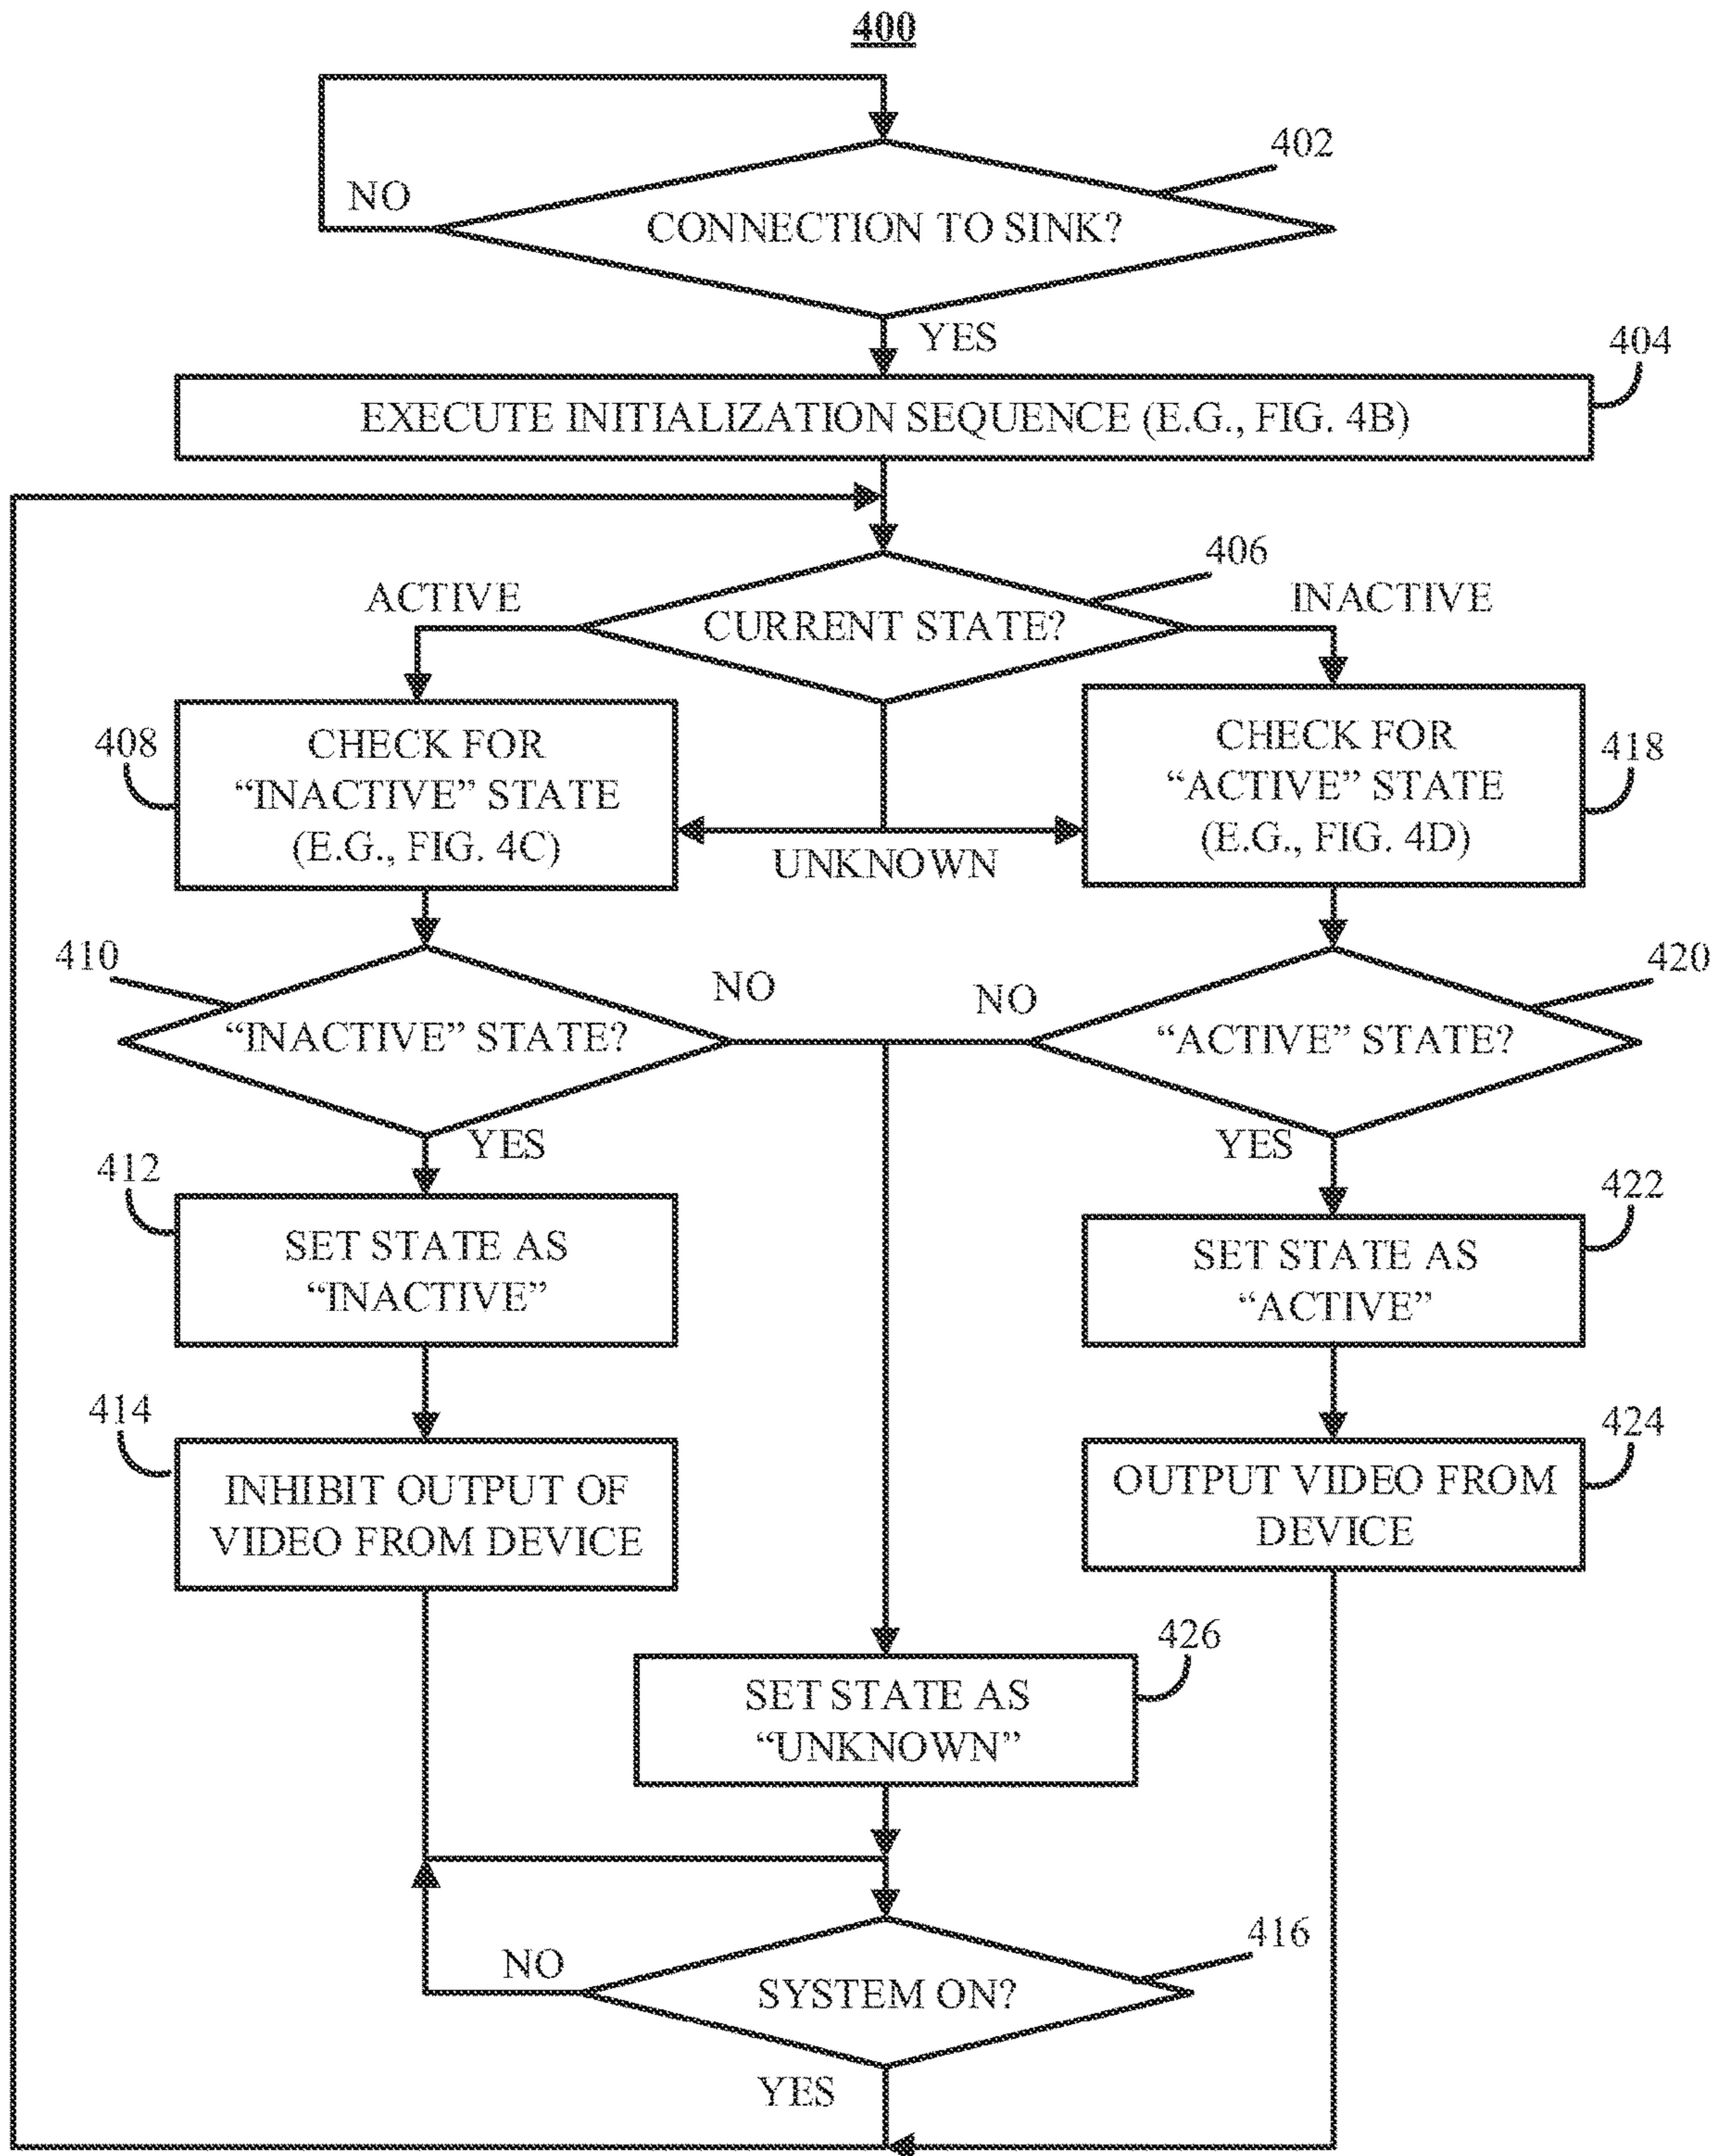 400
402
NO
CONNECTION TO SINK?
YES
404
EXECUTE INITIALIZATION SEQUENCE (E.G., FIG. 4B)
406
ACTIVE
INACTIVE
CURRENT STATE?
408
CHECK FOR
“INACTIVE” STATE
(E.G., FIG. 4C)
UNKNOWN
CHECK FOR
“ACTIVE” STATE
(E.G., FIG. 4D)
418
410
“INACTIVE” STATE?
NO
NO
420
“ACTIVE” STATE?
YES
YES
412
SET STATE AS
“INACTIVE”
422
SET STATE AS
“ACTIVE”
414
INHIBIT OUTPUT OF
VIDEO FROM DEVICE
424
OUTPUT VIDEO FROM
DEVICE
426
SET STATE AS
“UNKNOWN”
416
NO
SYSTEM ON?
YES